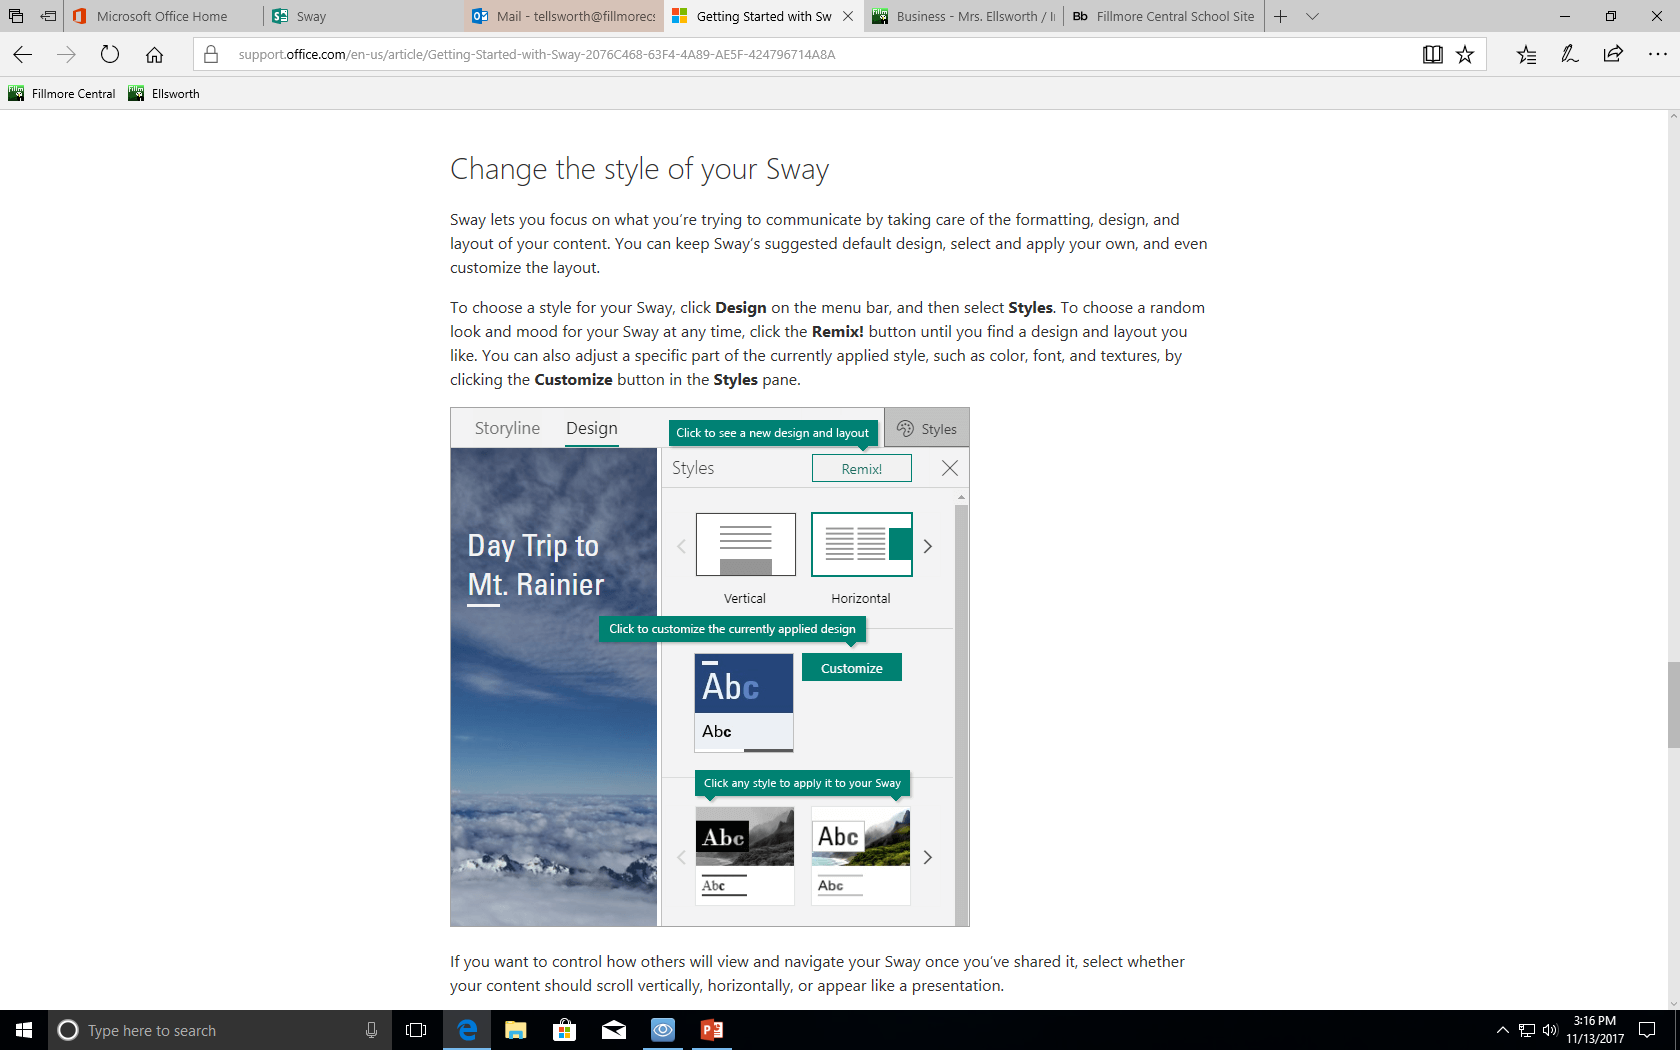 Microsoft Office Home
Sway
Mail - tellsworth@fillmorecs
Getting Started with Sw
Business - Mrs. Ellsworth / I
Bb Fillmore Central School Site
support.office.com/en-us/article/Getting-Started-with-Sway-2076C468-63F4-4A89-AE5F-424796714A8A
Fillmore Central
Ellsworth
Change the style of your Sway
Sway lets you focus on what you're trying to communicate by taking care of the formatting, design, and
layout of your content. You can keep Sway's suggested default design, select and apply your own, and even
customize the layout.
To choose a style for your Sway, click Design on the menu bar, and then select Styles. To choose a random
look and mood for your Sway at any time, click the Remix! button until you find a design and layout you
like. You can also adjust a specific part of the currently applied style, such as color, font, and textures, by
clicking the Customize button in the Styles pane.
Storyline
Design
Click to see a new design and layout
Styles
Styles
Remix!
Day Trip to
Mt. Rainier
Vertical
Horizontal
Click to customize the currently applied design
Customize
Abc
Abc
Click any style to apply it to your Sway
Abc
Abc
Abc
Abc
If you want to control how others will view and navigate your Sway once you've shared it, select whether
your content should scroll vertically, horizontally, or appear like a presentation.
Type here to search
3:16 PM
11/13/2017